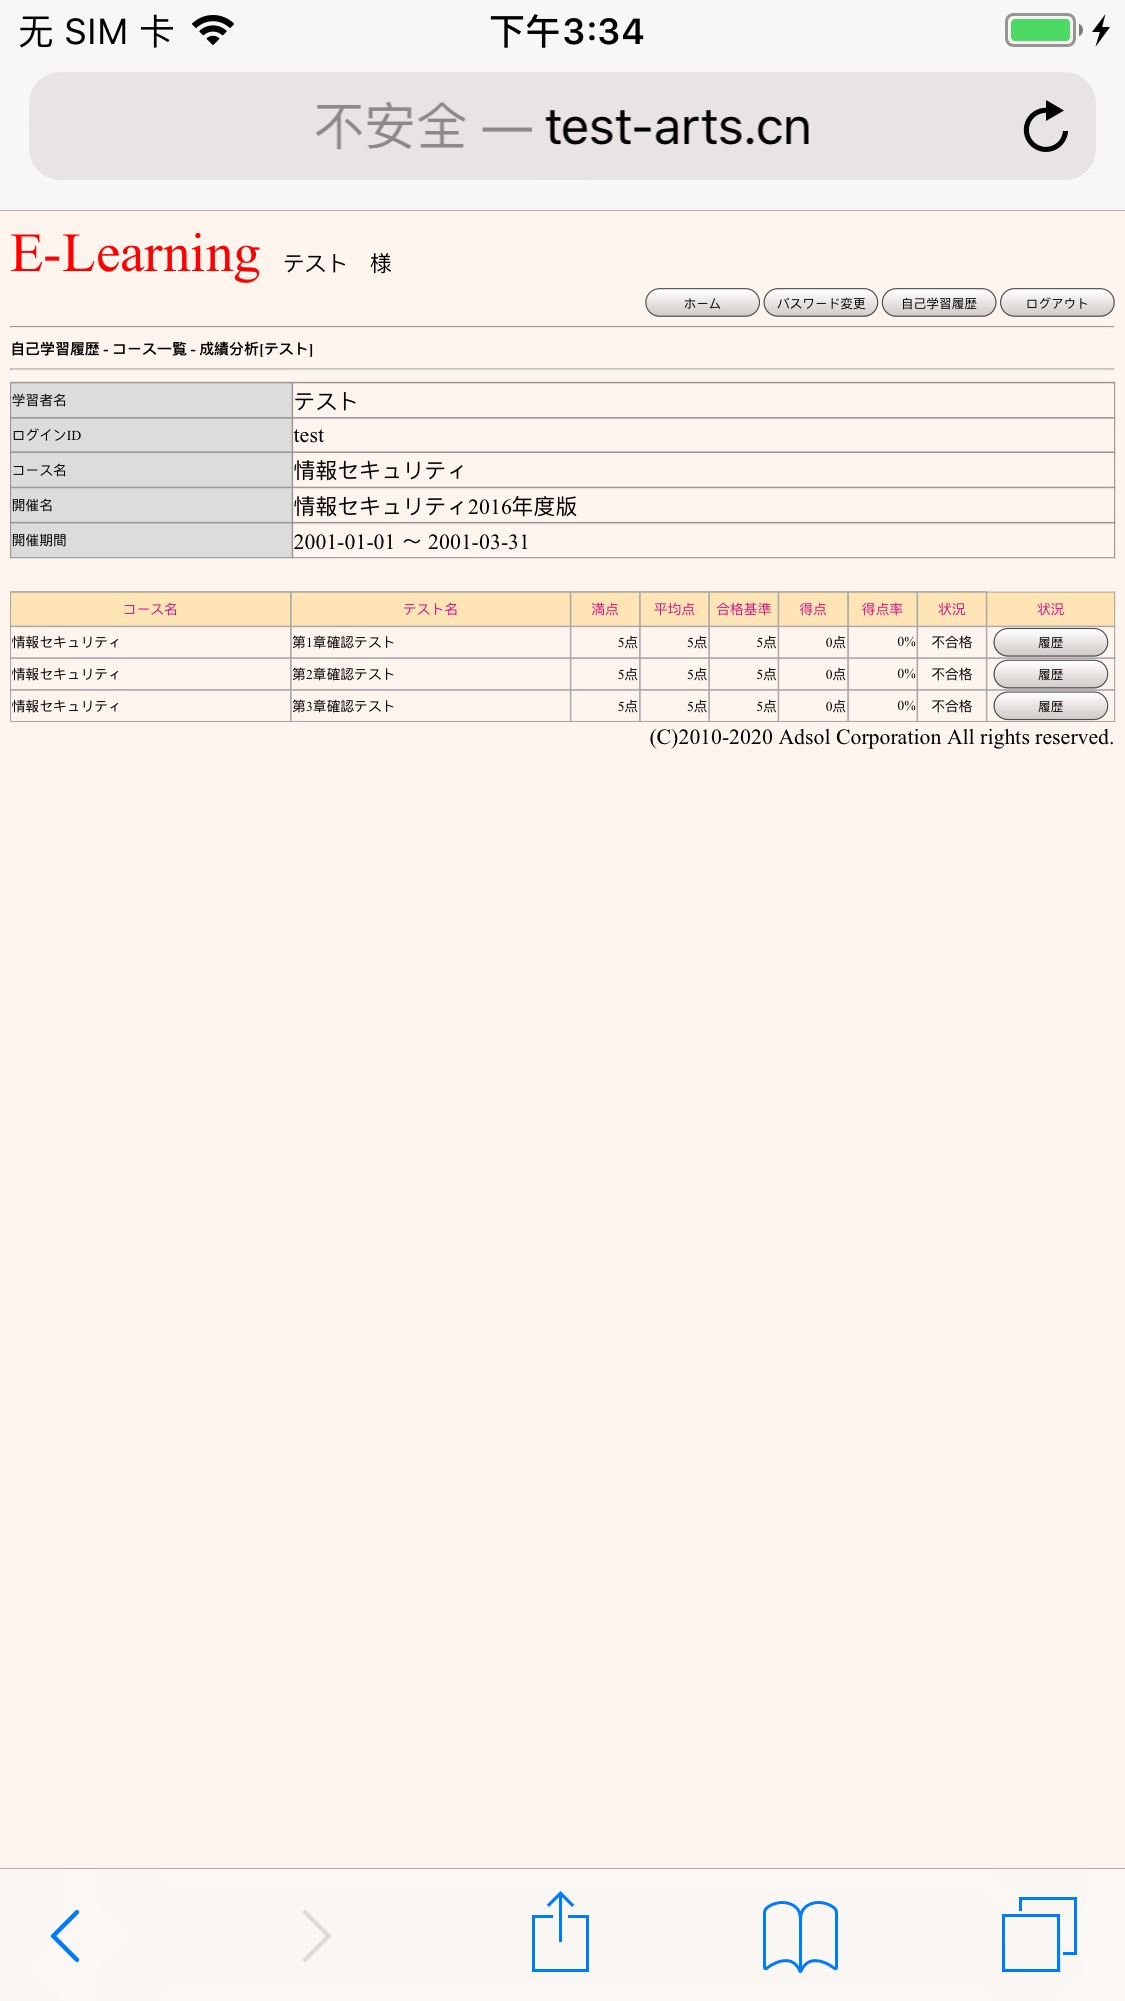 无 SIM 卡 下午3:34
不安全 — test-arts.cn
E-Learning テスト 様
ホーム パスワード変更 自己学習履歴 ログアウト
自己学習履歴 - コース一覧 - 成績分析[テスト]
学習者名 テスト
ログインID test
コース名 情報セキュリティ
開催名 情報セキュリティ2016年度版
開催期間 2001-01-01 ～ 2001-03-31
コース名 テスト名 満点 平均点 合格基準 得点 得点率 状況 状況
情報セキュリティ 第1章確認テスト 5点 5点 5点 0点 0% 不合格 履歴
情報セキュリティ 第2章確認テスト 5点 5点 5点 0点 0% 不合格 履歴
情報セキュリティ 第3章確認テスト 5点 5点 5点 0点 0% 不合格 履歴
(C)2010-2020 Adsol Corporation All rights reserved.